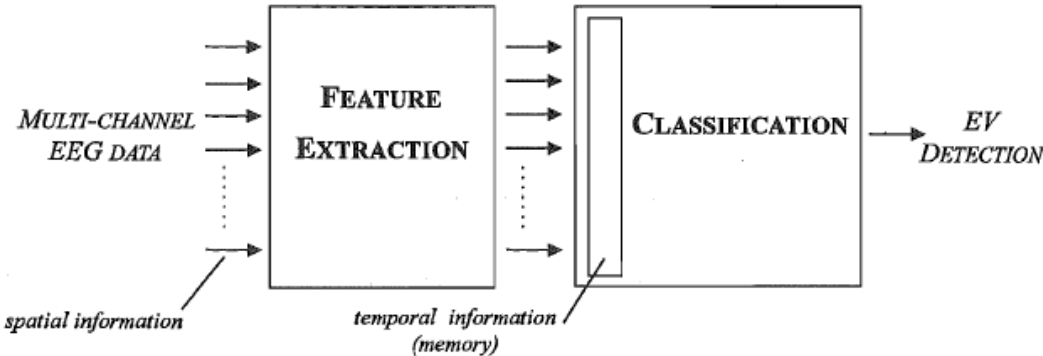 MULTI-CHANNEL
EEG DATA
FEATURE
EXTRACTION
CLASSIFICATION
EV
DETECTION
spatial information
temporal information
(memory)